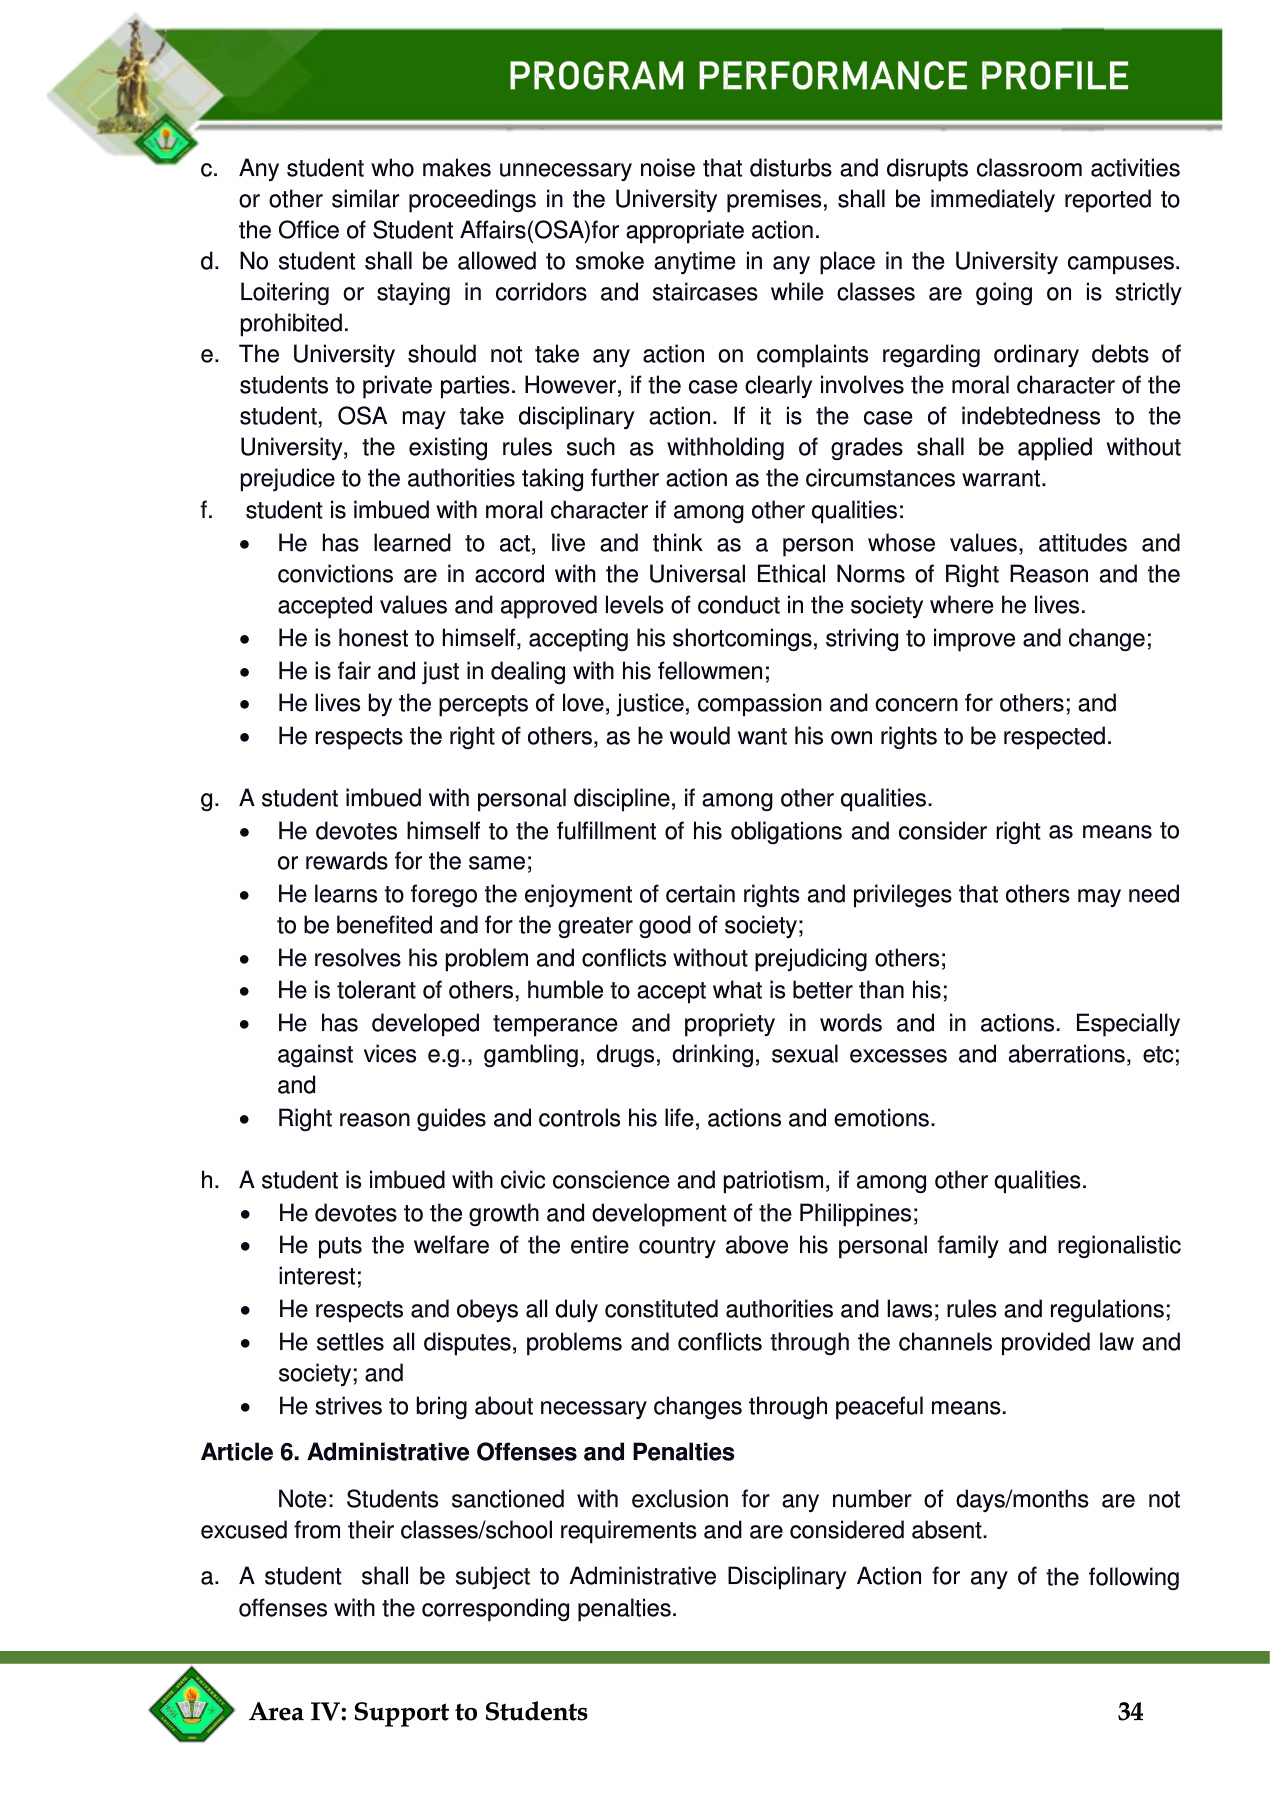 PROGRAM PERFORMANCE PROFILE
c. Any student who makes unnecessary noise that disturbs and disrupts classroom activities
or other similar proceedings in the University premises, shall be immediately reported to
the Office of Student Affairs(OSA)for appropriate action.
d. No student shall be allowed to smoke anytime in any place in the University campuses.
Loitering or staying in corridors and staircases while classes are going on is strictly
prohibited.
e. The University should not take any action on complaints regarding ordinary debts of
students to private parties. However, if the case clearly involves the moral character of the
student, OSA may take disciplinary action. If it is the case of indebtedness to the
University, the existing rules such as withholding of grades shall be applied without
prejudice to the authorities taking further action as the circumstances warrant.
f. student is imbued with moral character if among other qualities:
• He has learned to act, live and think as a person whose values, attitudes and
convictions are in accord with the Universal Ethical Norms of Right Reason and the
accepted values and approved levels of conduct in the society where he lives.
• He is honest to himself, accepting his shortcomings, striving to improve and change;
• He is fair and just in dealing with his fellowmen;
• He lives by the percepts of love, justice, compassion and concern for others; and
• He respects the right of others, as he would want his own rights to be respected.
g. A student imbued with personal discipline, if among other qualities.
• He devotes himself to the fulfillment of his obligations and consider right as means to
or rewards for the same;
• He learns to forego the enjoyment of certain rights and privileges that others may need
to be benefited and for the greater good of society;
• He resolves his problem and conflicts without prejudicing others;
• He is tolerant of others, humble to accept what is better than his;
• He has developed temperance and propriety in words and in actions. Especially
against vices e.g., gambling, drugs, drinking, sexual excesses and aberrations, etc;
and
• Right reason guides and controls his life, actions and emotions.
h. A student is imbued with civic conscience and patriotism, if among other qualities.
• He devotes to the growth and development of the Philippines;
• He puts the welfare of the entire country above his personal family and regionalistic
interest;
• He respects and obeys all duly constituted authorities and laws; rules and regulations;
• He settles all disputes, problems and conflicts through the channels provided law and
society; and
• He strives to bring about necessary changes through peaceful means.
Article 6. Administrative Offenses and Penalties
Note: Students sanctioned with exclusion for any number of days/months are not
excused from their classes/school requirements and are considered absent.
a. A student shall be subject to Administrative Disciplinary Action for any of the following
offenses with the corresponding penalties.
Area IV: Support to Students 34